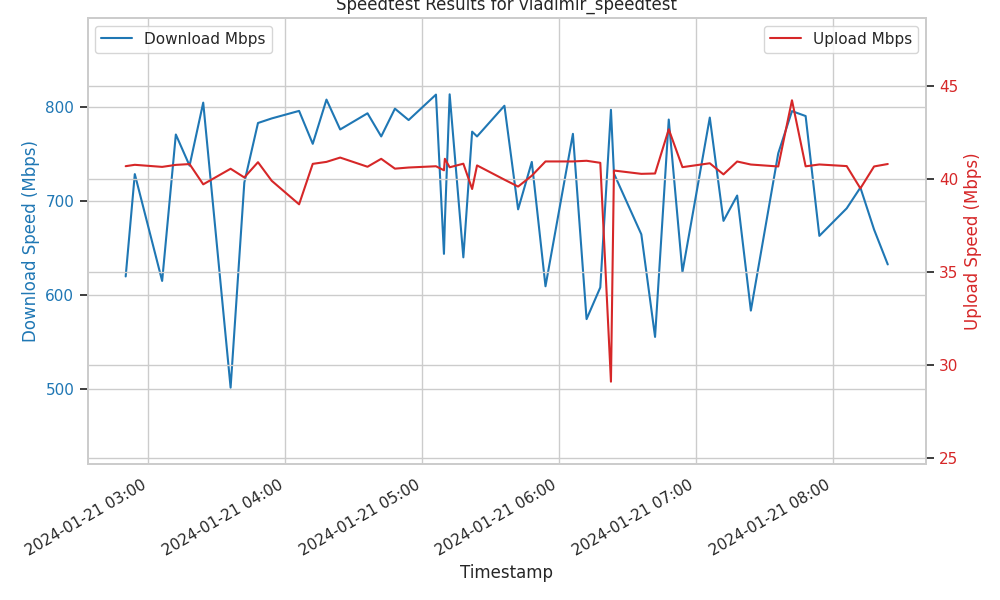 Speedtest Results for vladimir_speedtest
Download Mbps
Upload Mbps
800
700
600
500
Download Speed (Mbps)
45
40
35
30
25
Upload Speed (Mbps)
2024-01-21 03:00
2024-01-21 04:00
2024-01-21 05:00
2024-01-21 06:00
2024-01-21 07:00
2024-01-21 08:00
Timestamp